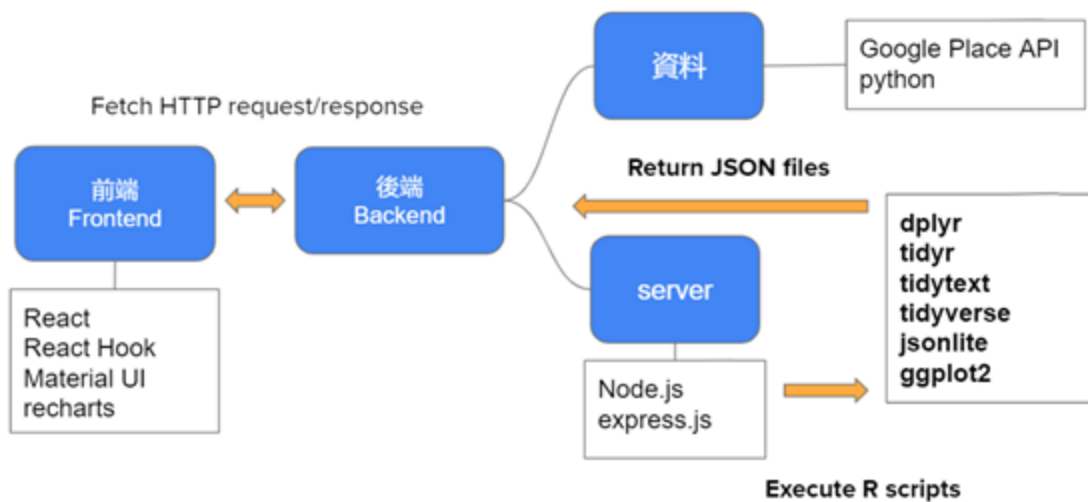 Fetch HTTP request/response
前端
Frontend
React
React Hook
Material UI
recharts
後端
Backend
資料
Google Place API
python
Return JSON files
server
Node.js
express.js
dplyr
tidyr
tidytext
tidyverse
jsonlite
ggplot2
Execute R scripts